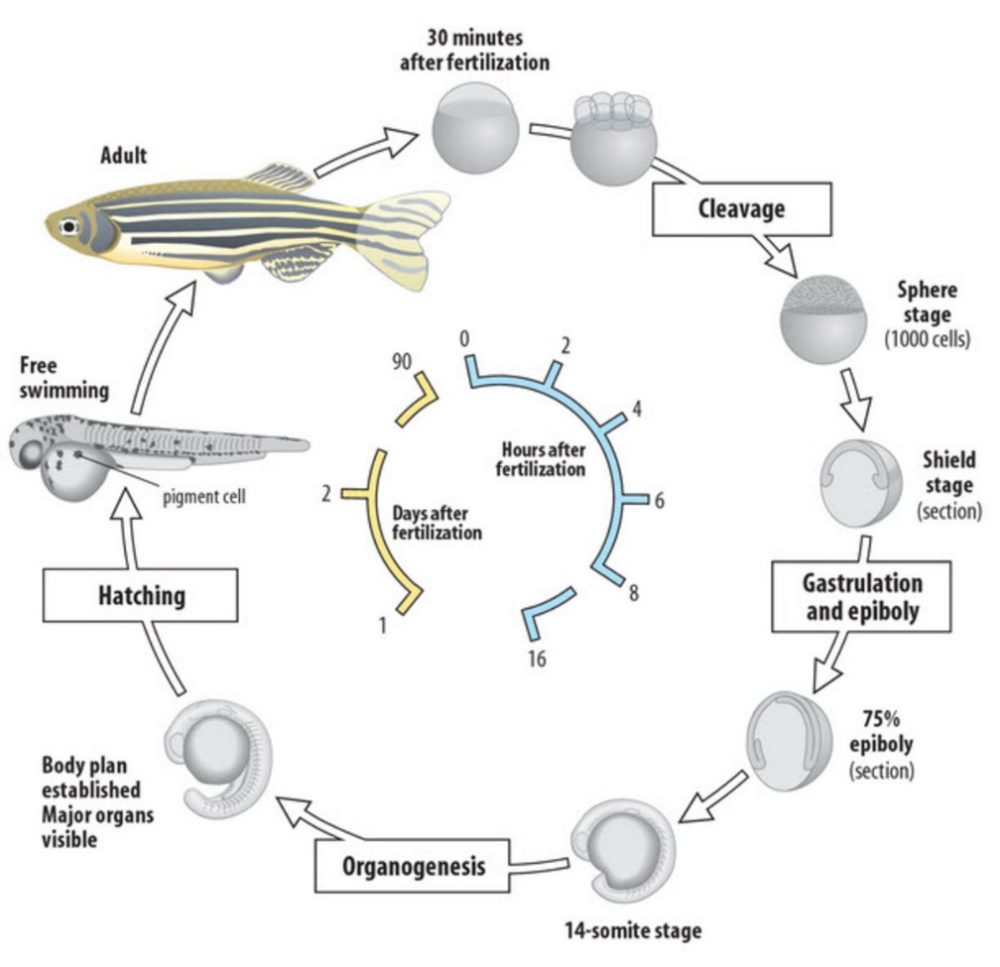 30 minutes
after fertilization
Adult
Cleavage
Sphere
stage
(1000 cells)
Free
swimming
pigment cell
90
0
2
4
6
8
16
Hours after
fertilization
2
1
Days after
fertilization
Shield
stage
(section)
Gastrulation
and epiboly
Hatching
75%
epiboly
(section)
Body plan
established
Major organs
visible
Organogenesis
14-somite stage